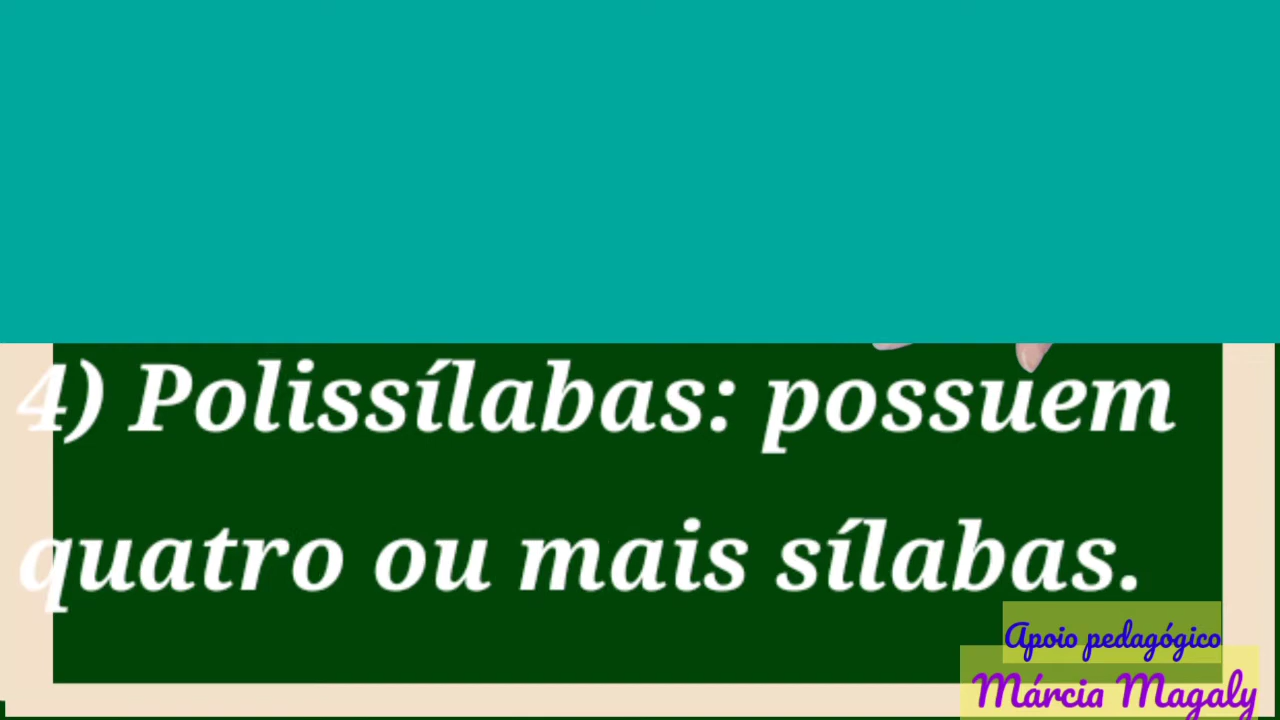 4) Polissílabas: possuem
quatro ou mais sílabas.
Apoio pedagógico
Márcia Magaly